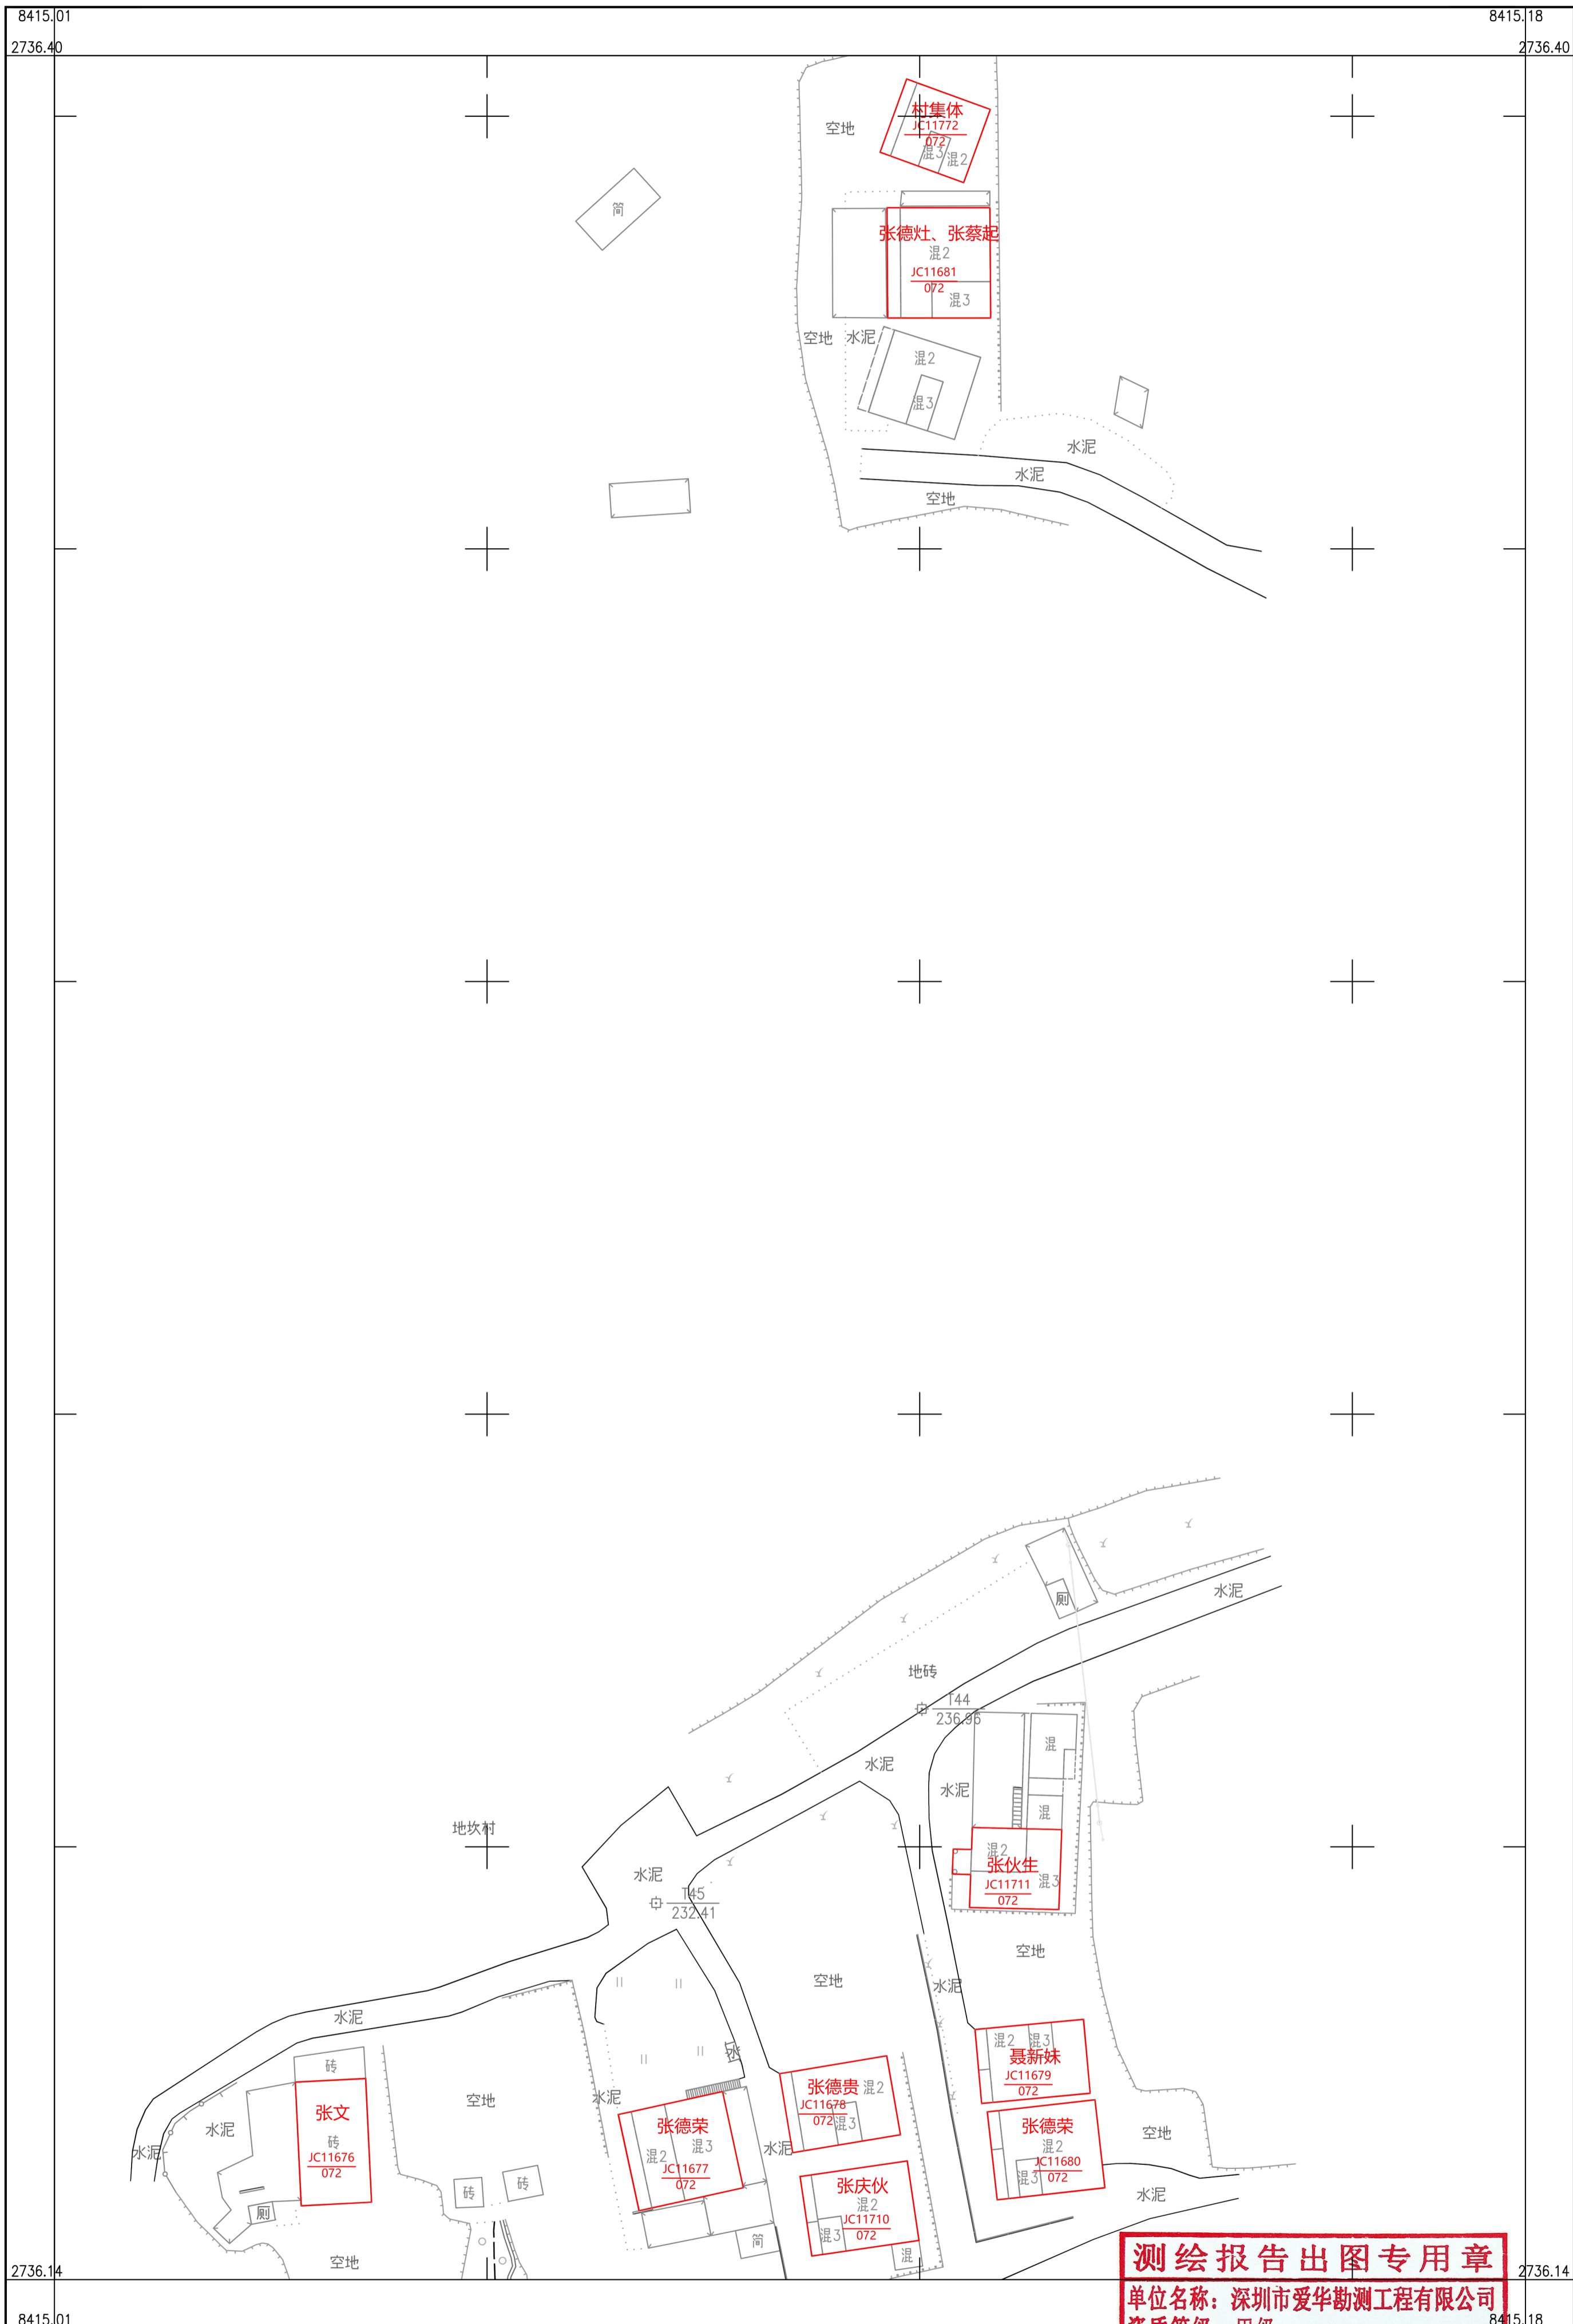 8415.01
8415.18
2736.40
2736.40
村集体
JC11772
072
空地
混3
混2
简
张德灶、张蔡起
混2
JC11681
072
混3
空地
水泥
混2
混3
水泥
水泥
空地
厕
水泥
地砖
T44
236.96
混
水泥
水泥
混
地坎村
混2
张伙生
JC11711
072
混3
水泥
T45
232.41
空地
空地
水泥
水泥
混2
混3
聂新妹
JC11679
072
砖
水泥
空地
张德贵
混2
JC11678
072
混3
张文
砖
JC11676
072
水泥
水泥
张德荣
混3
混2
JC11677
072
水泥
张德荣
混2
JC11680
072
混3
空地
砖
砖
张庆伙
混2
JC11710
072
混3
水泥
厕
简
混
空地
测绘报告出图专用章
单位名称：深圳市爱华勘测工程有限公司
2736.14
2736.14
8415.01
8415.18